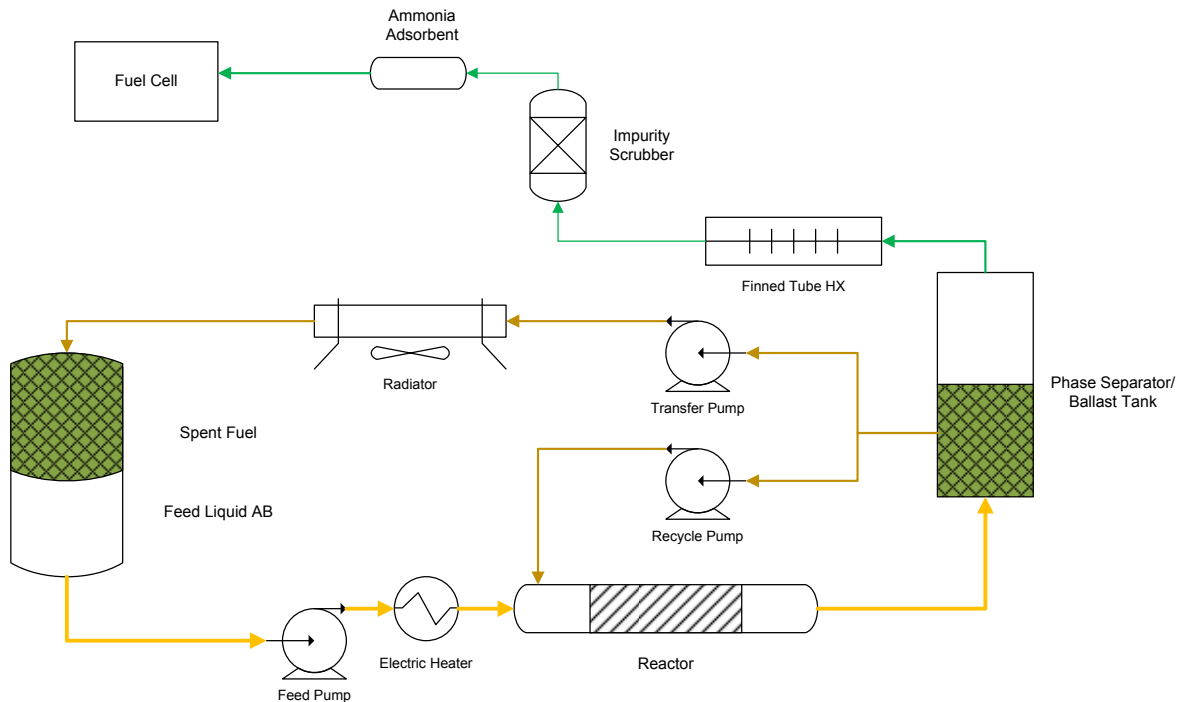 Ammonia
Adsorbent
Fuel Cell
Impurity
Scrubber
Finned Tube HX
Radiator
Transfer Pump
Phase Separator/
Ballast Tank
Spent Fuel
Feed Liquid AB
Recycle Pump
Electric Heater
Reactor
Feed Pump